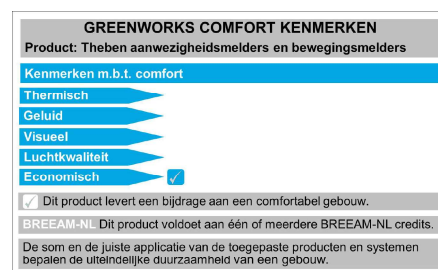 GREENWORKS COMFORT KENMERKEN
Product: Theben aanwezigheidsmelders en bewegingsmelders
Kenmerken m.b.t. comfort
Thermisch
Geluid
Visueel
Luchtkwaliteit
Economisch
Dit product levert een bijdrage aan een comfortabel gebouw.
BREEAM-NL Dit product voldoet aan één of meerdere BREEAM-NL credits.
De som en de juiste applicatie van de toegepaste producten en systemen
bepalen de uiteindelijke duurzaamheid van een gebouw.